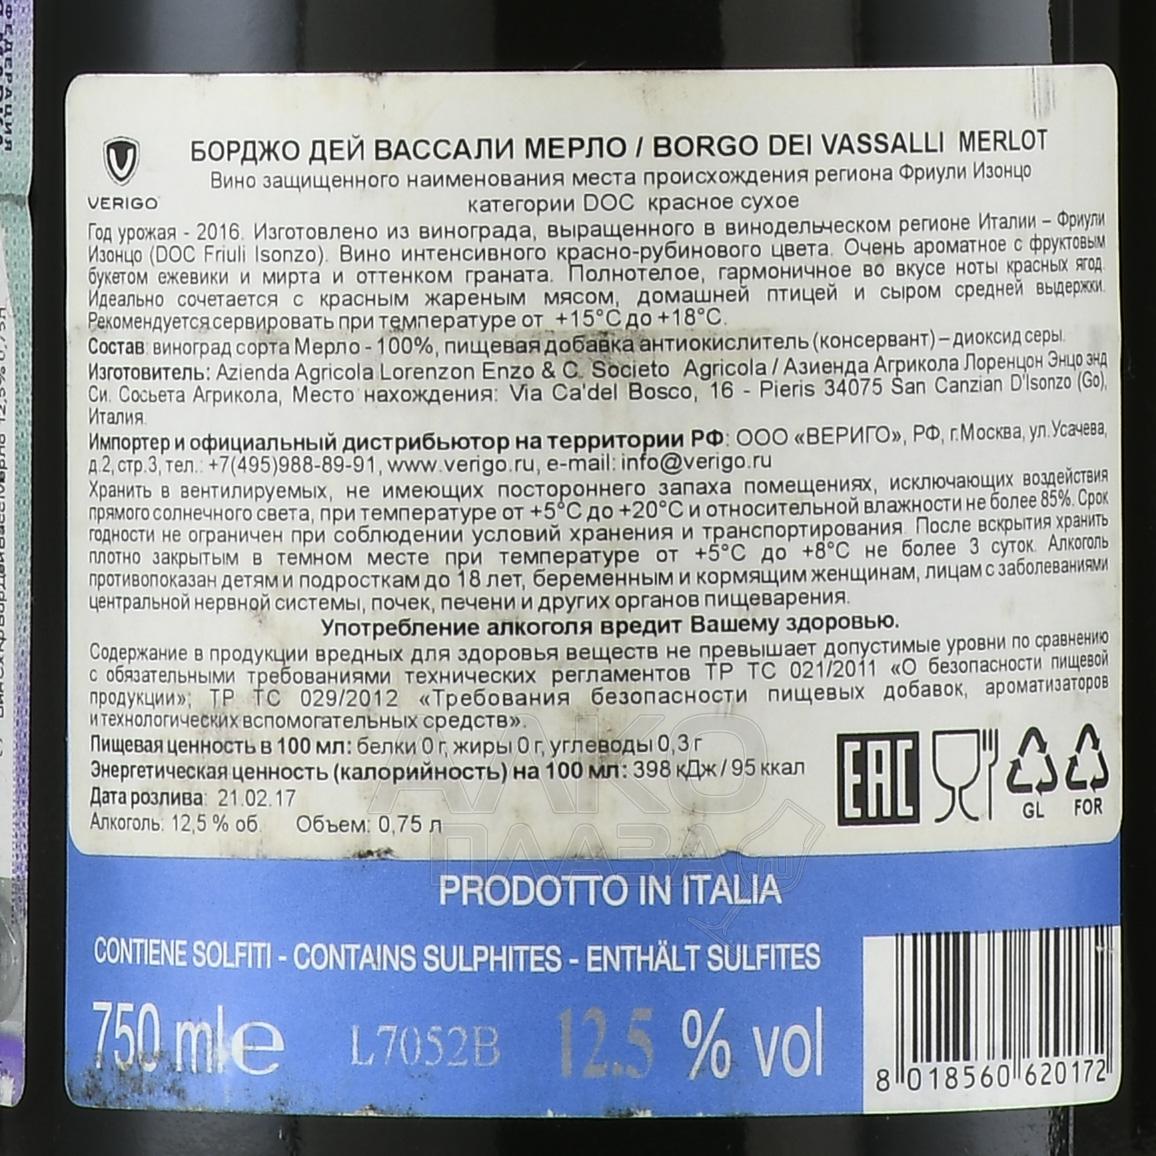 БОРДЖО ДЕЙ ВАССАЛИ МЕРЛО / BORGO DEI VASSALLI MERLOT
VERIGO
Вино защищенного наименования места происхождения региона Фриули Изонцо
категории DOC красное сухое
Год урожая - 2016. Изготовлено из винограда, выращенного в винодельческом регионе Италии – Фриули
Изонцо (DOC Friuli Isonzo). Вино интенсивного красно-рубинового цвета. Очень ароматное с фруктовым
букетом ежевики и мирта и оттенком граната. Полнотелое, гармоничное во вкусе ноты красных ягод.
Идеально сочетается с красным жареным мясом, домашней птицей и сыром средней выдержки.
Рекомендуется сервировать при температуре от +15°С до +18°С.
Состав: виноград сорта Мерло - 100%, пищевая добавка антиокислитель (консервант) – диоксид серы.
Изготовитель: Azienda Agricola Lorenzon Enzo & C. Societo Agricola / Азиенда Агрикола Лоренцон Энцо энд
Си. Сосьета Агрикола, Место нахождения: Via Ca'del Bosco, 16 - Pieris 34075 San Canzian D'Isonzo (Go),
Италия.
Импортер и официальный дистрибьютор на территории РФ: ООО «ВЕРИГО», РФ, г.Москва, ул.Усачева,
д.2, стр.3, тел.: +7(495)988-89-91, www.verigo.ru, e-mail: info@verigo.ru
Хранить в вентилируемых, не имеющих постороннего запаха помещениях, исключающих воздействия
прямого солнечного света, при температуре от +5°С до +20°С и относительной влажности не более 85%. Срок
годности не ограничен при соблюдении условий хранения и транспортирования. После вскрытия хранить
плотно закрытым в темном месте при температуре от +5°С до +8°С не более 3 суток. Алкоголь
противопоказан детям и подросткам до 18 лет, беременным и кормящим женщинам, лицам с заболеваниями
центральной нервной системы, почек, печени и других органов пищеварения.
Употребление алкоголя вредит Вашему здоровью.
Содержание в продукции вредных для здоровья веществ не превышает допустимые уровни по сравнению
с обязательными требованиями технических регламентов ТР ТС 021/2011 «О безопасности пищевой
продукции»; ТР ТС 029/2012 «Требования безопасности пищевых добавок, ароматизаторов
и технологических вспомогательных средств».
Пищевая ценность в 100 мл: белки 0 г, жиры 0 г, углеводы 0,3 г
Энергетическая ценность (калорийность) на 100 мл: 398 кДж / 95 ккал
Дата розлива: 21.02.17
Алкоголь: 12,5 % об. Объем: 0,75 л
EAC
GL FOR
АЛКО
ПЛАЗА
PRODOTTO IN ITALIA
CONTIENE SOLFITI - CONTAINS SULPHITES - ENTHÄLT SULFITES
750 ml e L7052B 12.5 % vol
8 018560 620172